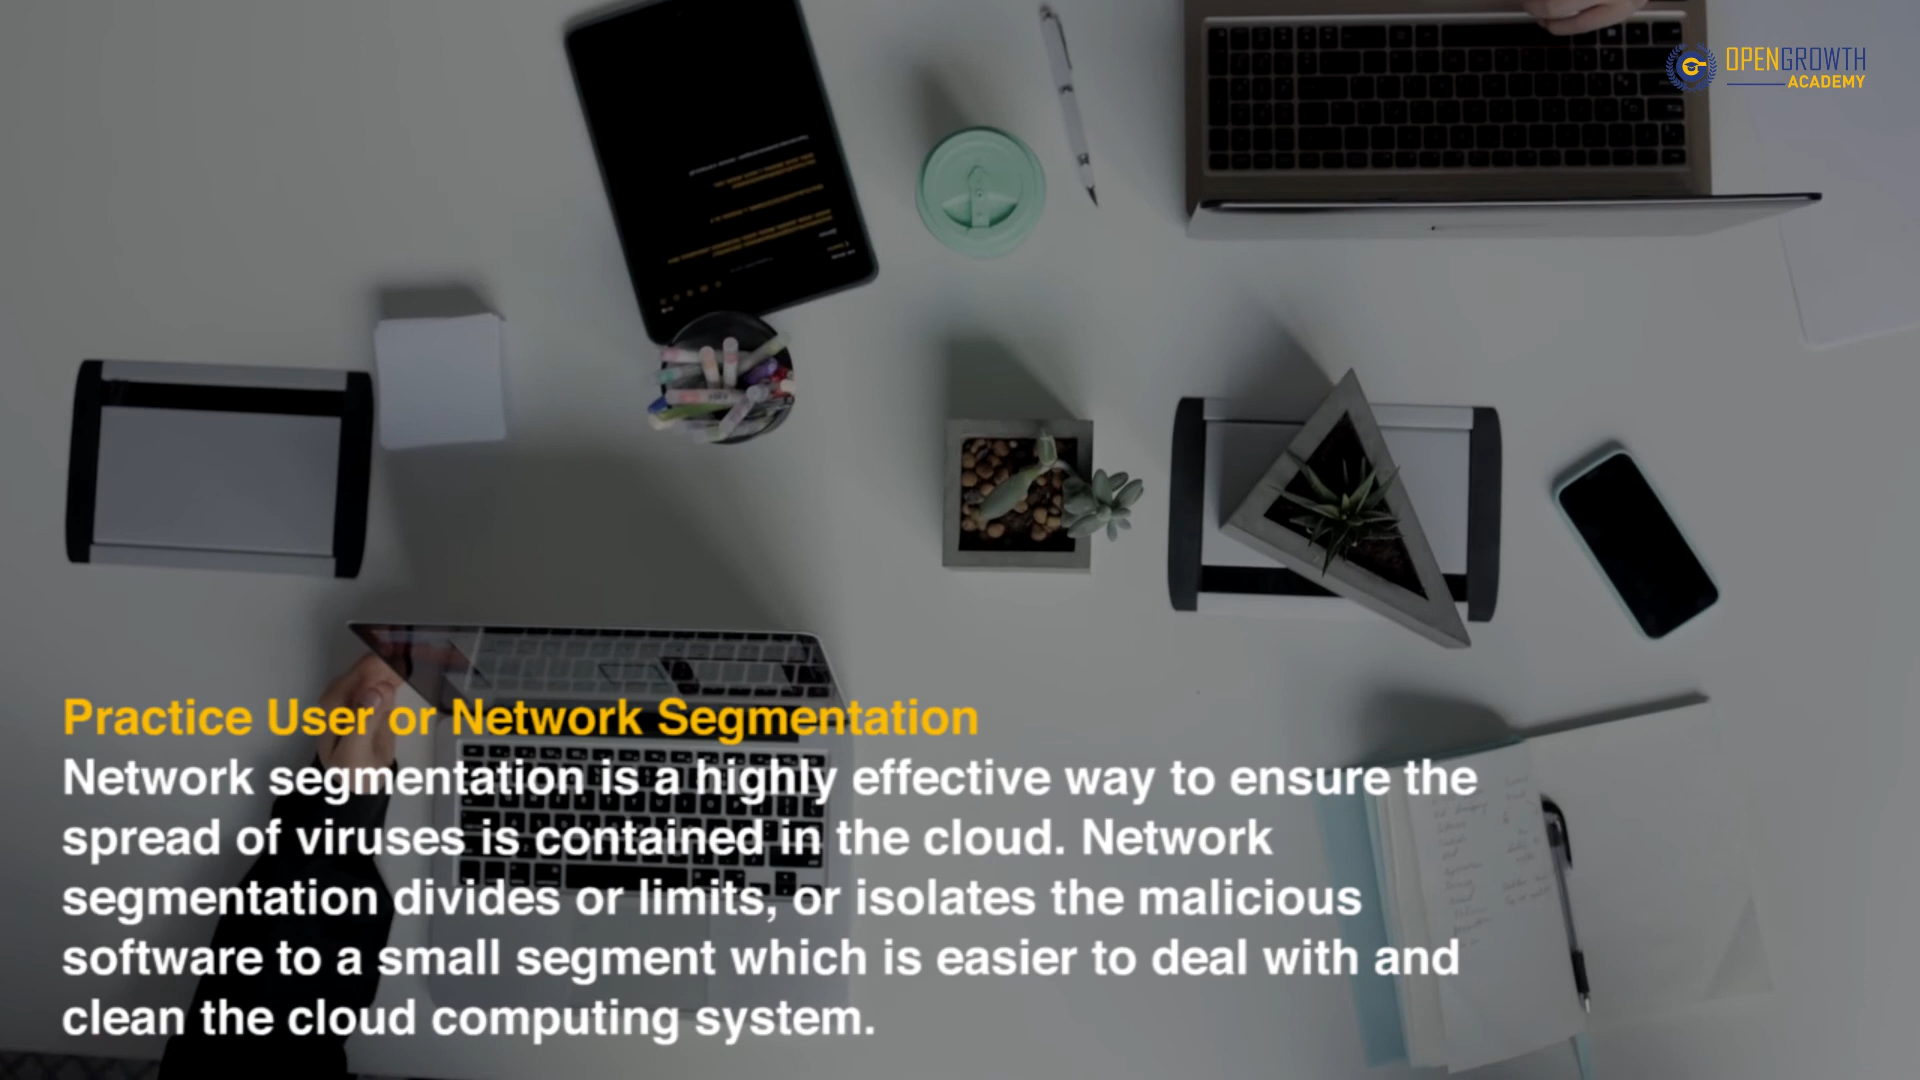 OPENGROWTH
ACADEMY
Practice User or Network Segmentation
Network segmentation is a highly effective way to ensure the
spread of viruses is contained in the cloud. Network
segmentation divides or limits, or isolates the malicious
software to a small segment which is easier to deal with and
clean the cloud computing system.